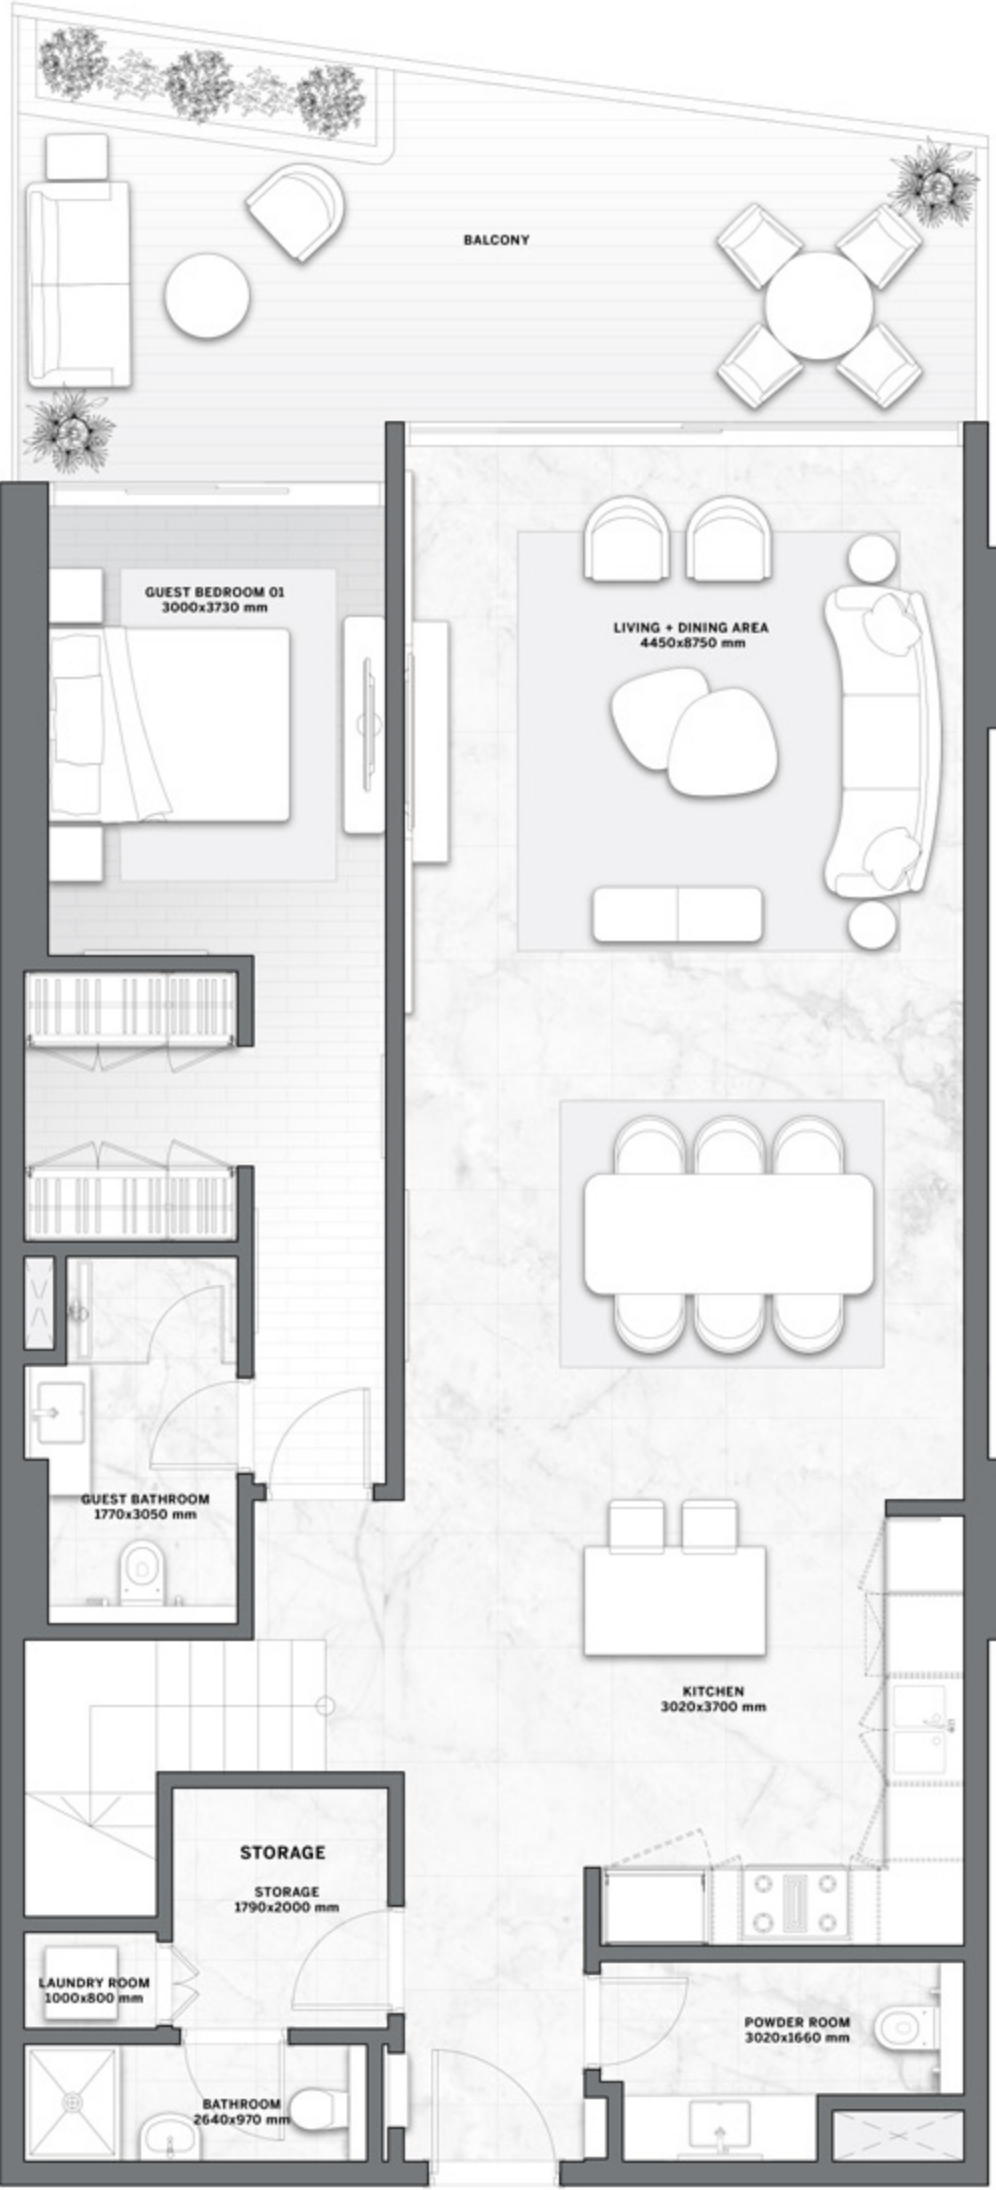 BALCONY
GUEST BEDROOM 01
3000x3730 mm
LIVING + DINING AREA
4450x8750 mm
GUEST BATHROOM
1770x3050 mm
KITCHEN
3020x3700 mm
STORAGE
STORAGE
1790x2000 mm
LAUNDRY ROOM
1000x800 mm
POWDER ROOM
3020x1660 mm
BATHROOM
2640x970 mm